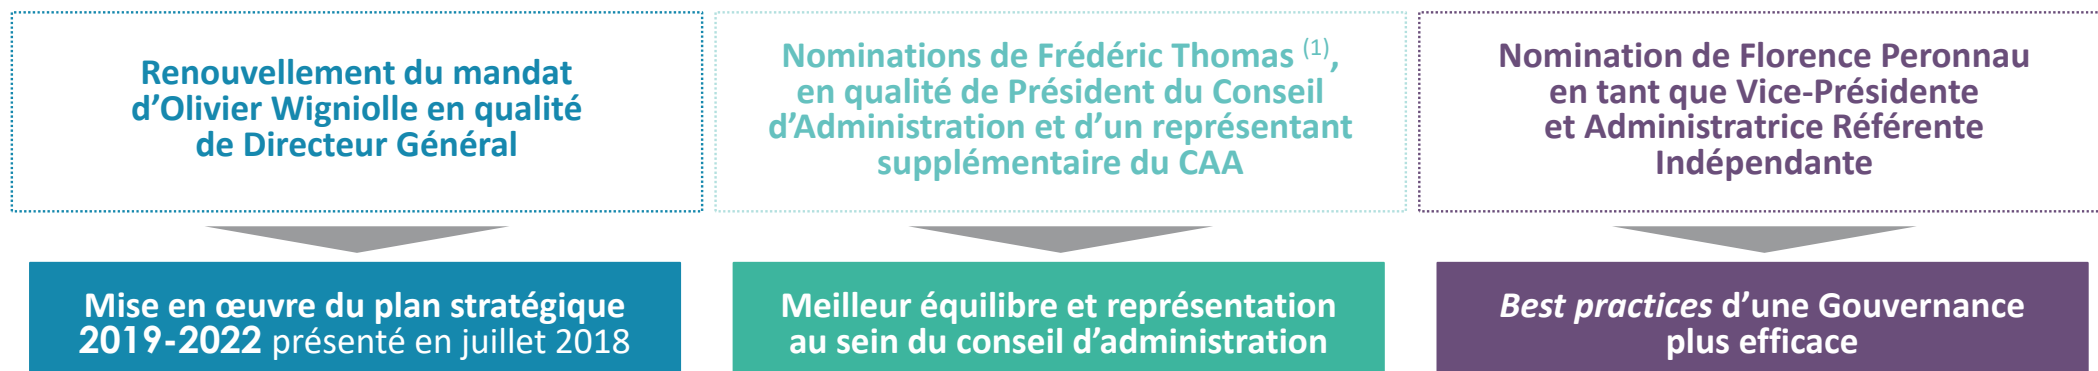 Renouvellement du mandat
d’Olivier Wigniolle en qualité
de Directeur Général
Nominations de Frédéric Thomas (1),
en qualité de Président du Conseil
d’Administration et d’un représentant
supplémentaire du CAA
Nomination de Florence Peronnau
en tant que Vice-Présidente
et Administratrice Référente
Indépendante
Mise en œuvre du plan stratégique
2019-2022 présenté en juillet 2018
Meilleur équilibre et représentation
au sein du conseil d’administration
Best practices d’une Gouvernance
plus efficace